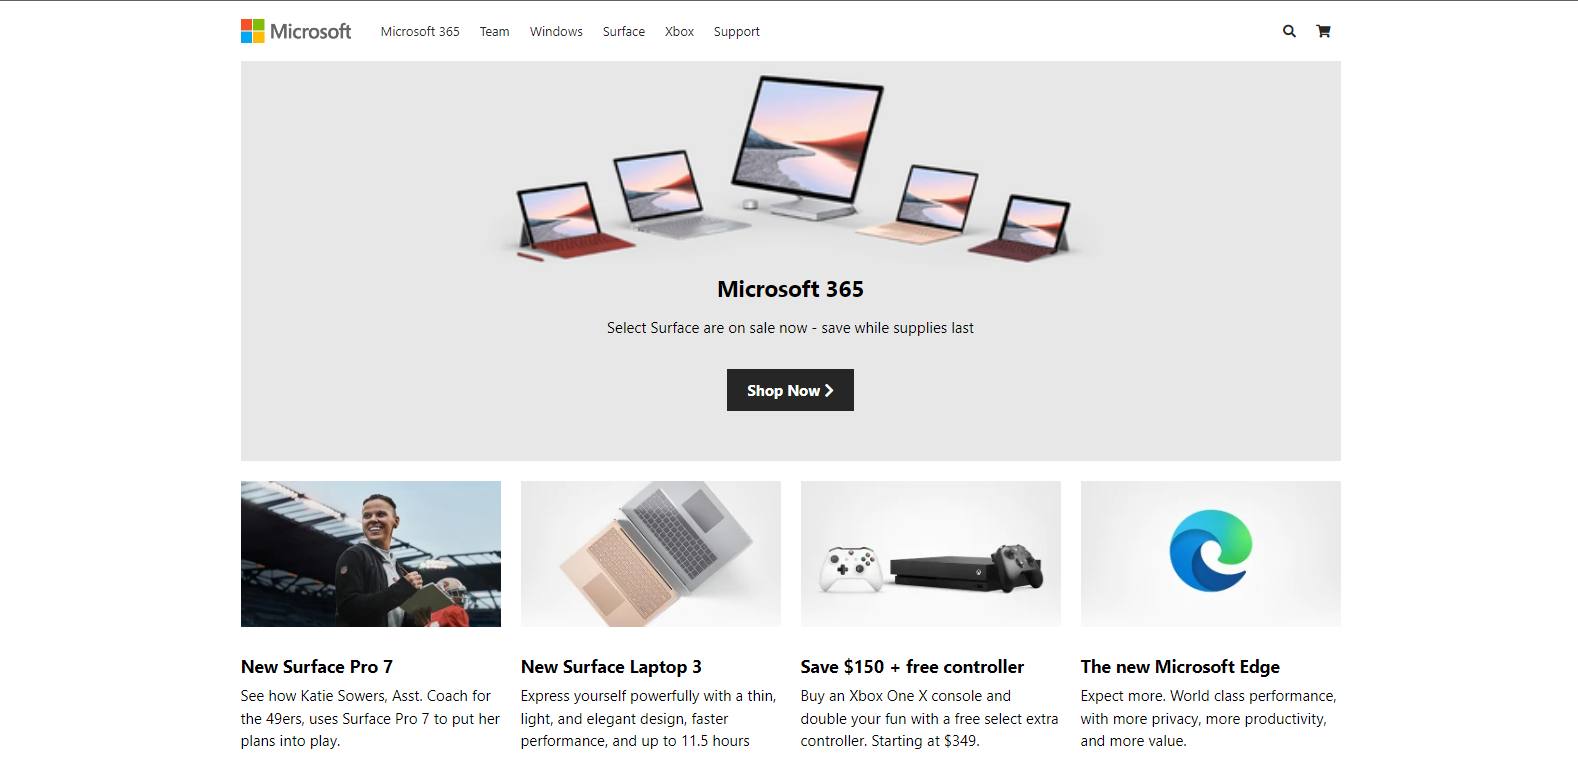 Microsoft
Microsoft 365 Team Windows Surface Xbox Support
Microsoft 365
Select Surface are on sale now - save while supplies last
Shop Now
New Surface Pro 7
See how Katie Sowers, Asst. Coach for
the 49ers, uses Surface Pro 7 to put her
plans into play.
New Surface Laptop 3
Express yourself powerfully with a thin,
light, and elegant design, faster
performance, and up to 11.5 hours
Save $150 + free controller
Buy an Xbox One X console and
double your fun with a free select extra
controller. Starting at $349.
The new Microsoft Edge
Expect more. World class performance,
with more privacy, more productivity,
and more value.